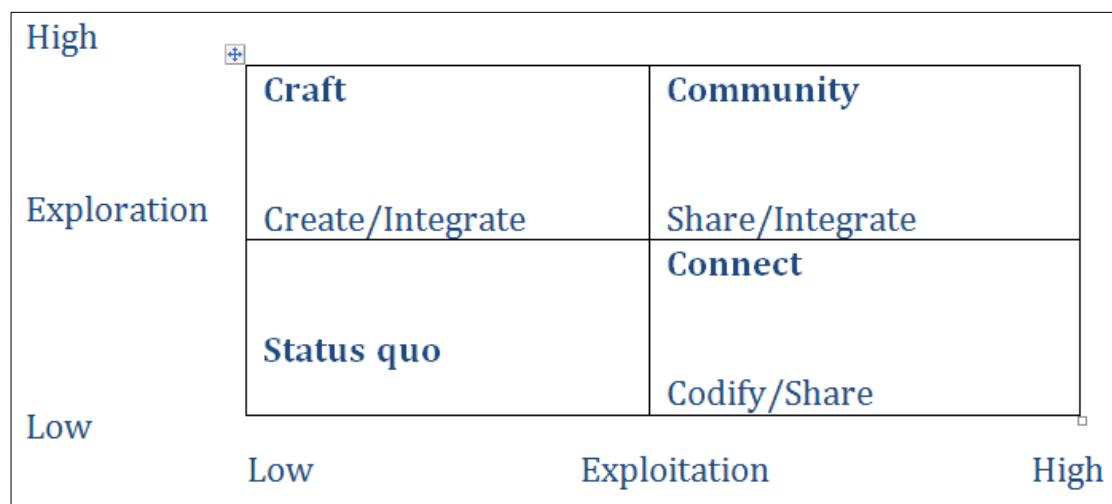 High
Craft
Community
Exploration
Create/Integrate
Share/Integrate
Connect
Status quo
Codify/Share
Low
Low
Exploitation
High